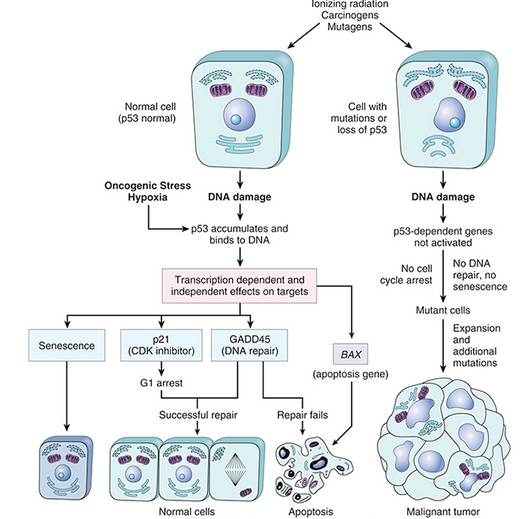 Ionizing radiation
Carcinogens
Mutagens
Normal cell
(p53 normal)
Cell with
mutations or
loss of p53
Oncogenic Stress
Hypoxia
DNA damage
DNA damage
p53 accumulates and
binds to DNA
p53-dependent genes
not activated
Transcription dependent and
independent effects on targets
No cell
cycle arrest
No DNA
repair, no
senescence
Mutant cells
Senescence
p21
(CDK inhibitor)
GADD45
(DNA repair)
BAX
(apoptosis gene)
Expansion
and
additional
mutations
G1 arrest
Successful repair
Repair fails
Normal cells
Apoptosis
Malignant tumor